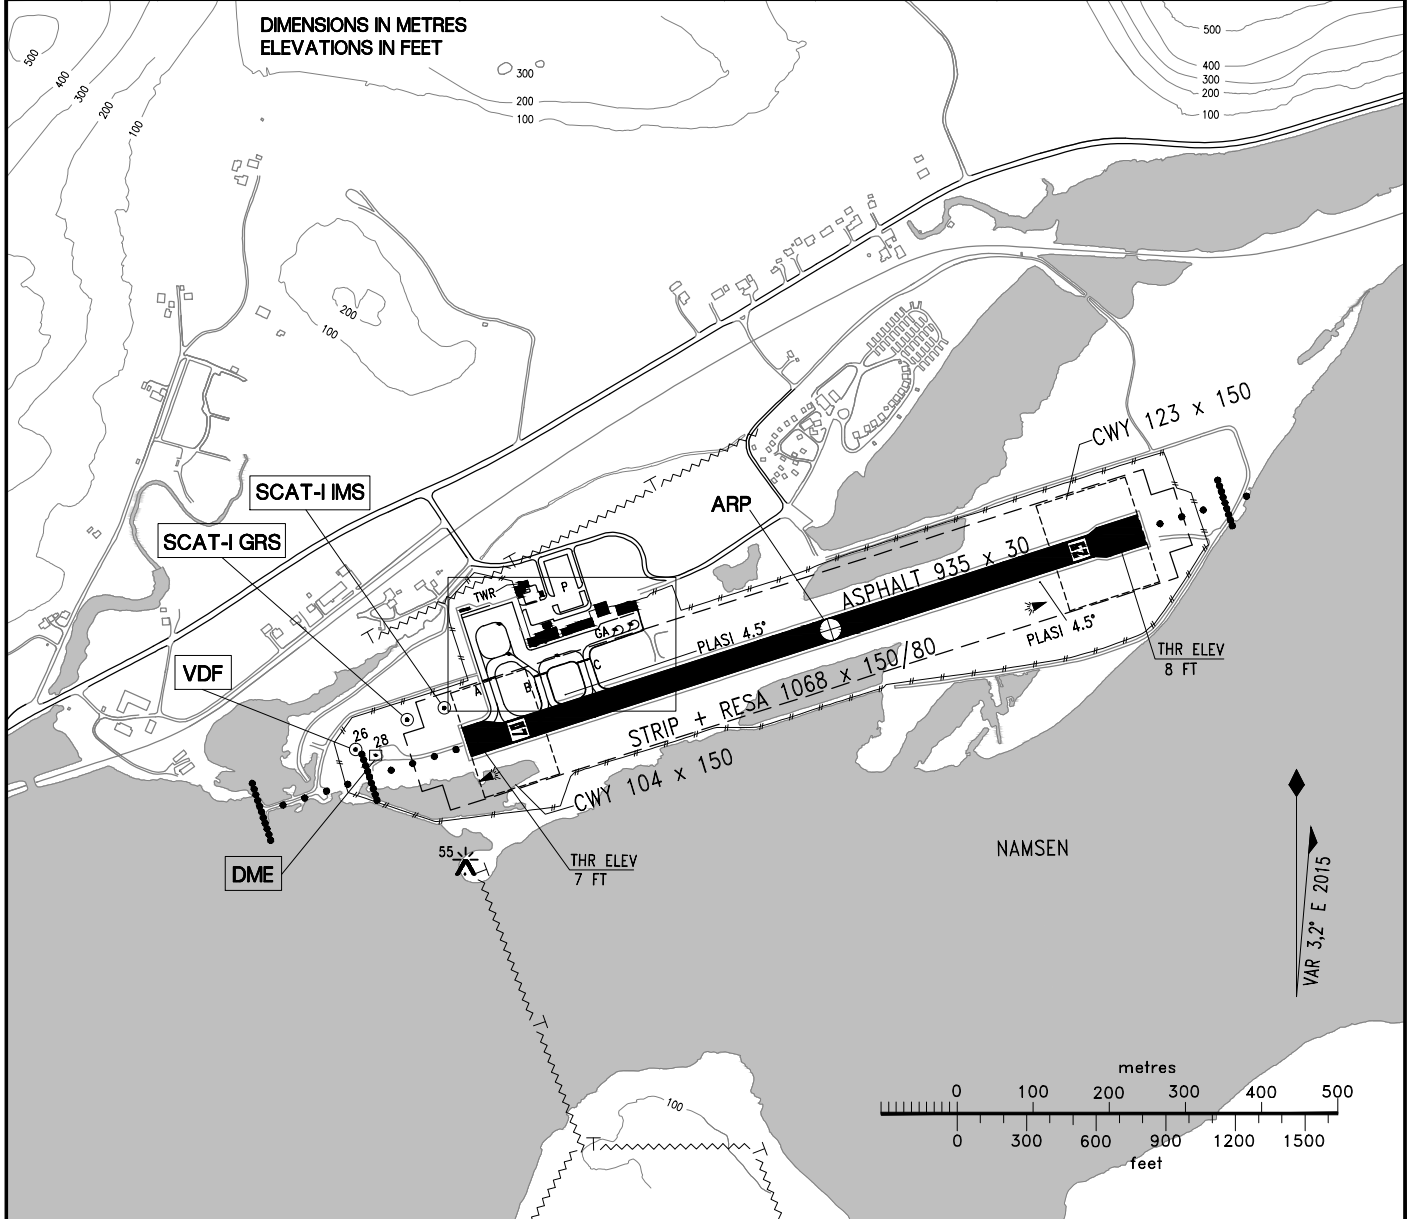 DIMENSIONS IN METRES
ELEVATIONS IN FEET
500
400
300
200
100
300
200
100
500
400
300
200
100
200
100
CWY 123 x 150
SCAT-I IMS
ARP
SCAT-I GRS
ASPHALT 935 x 30
TWR
P
GA
PLASI 4.5°
PLASI 4.5°
THR ELEV
8 FT
VDF
A
B
C
07
STRIP + RESA 1068 x 150/80
26
28
CWY 104 x 150
DME
55
THR ELEV
7 FT
NAMSEN
VAR 3,2° E 2015
metres
0 100 200 300 400 500
0 300 600 900 1200 1500
feet
100